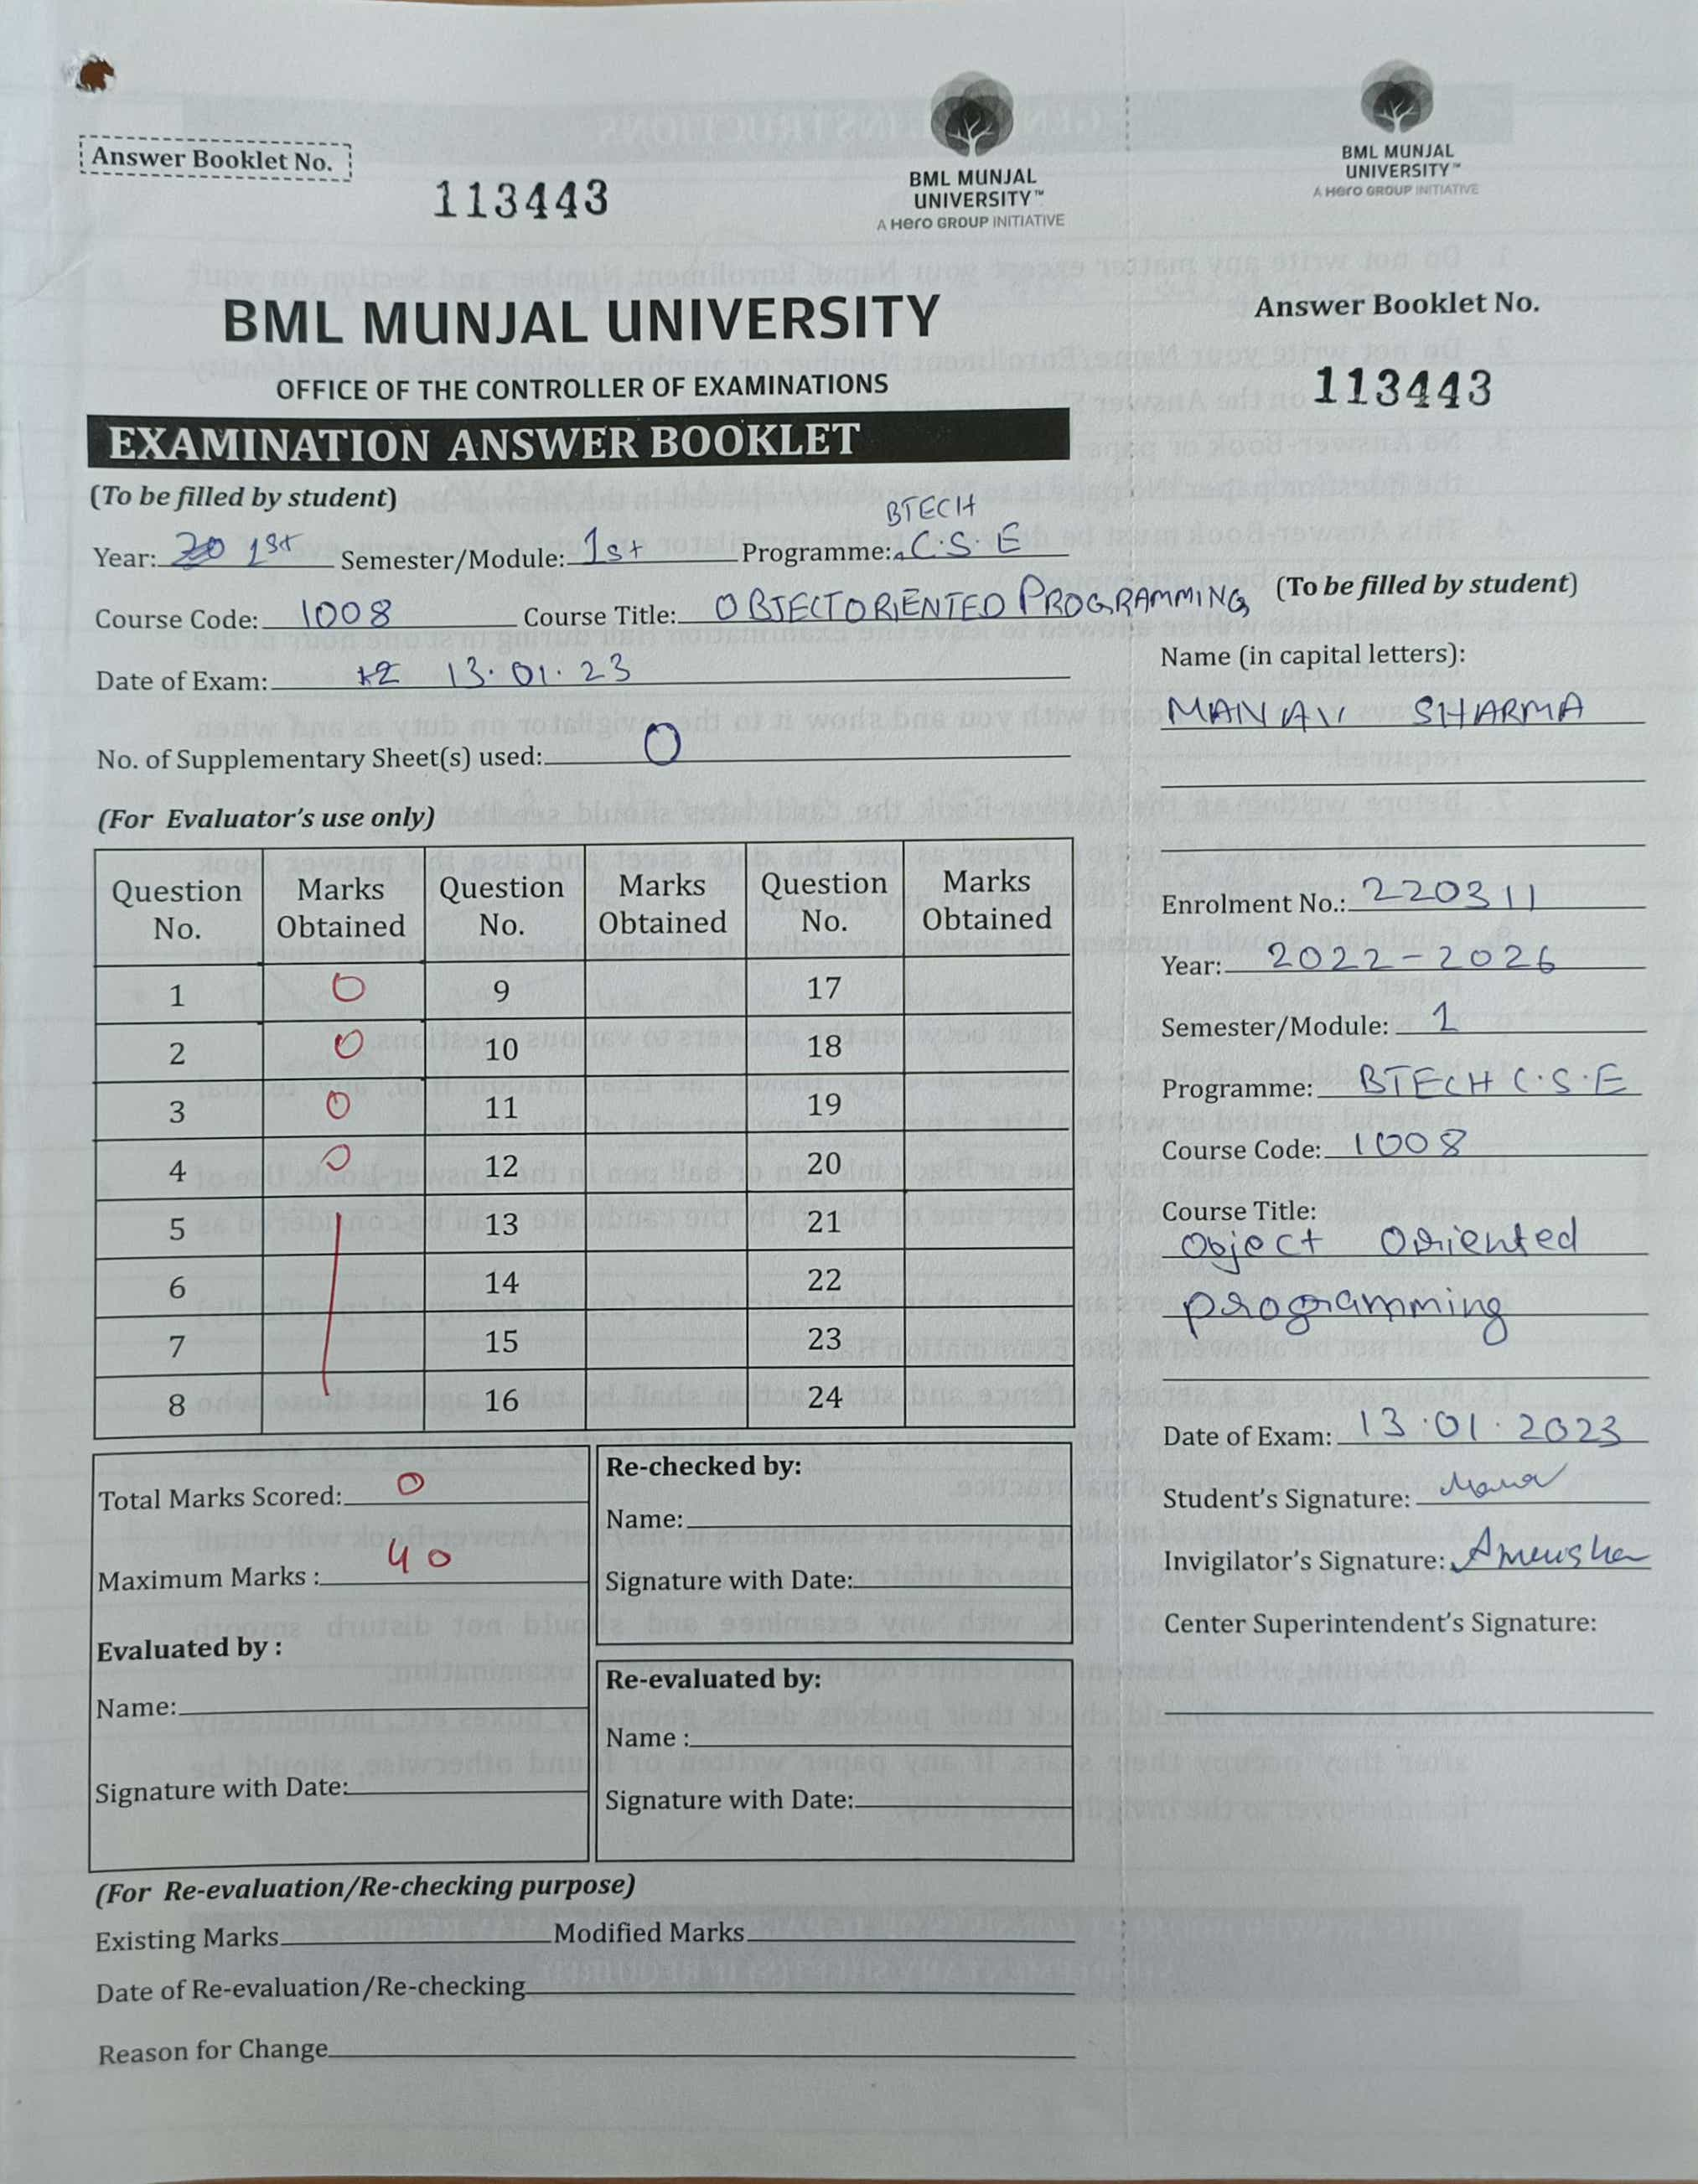 Answer Booklet No.
113443
BML MUNJAL
UNIVERSITY™
A Hero GROUP INITIATIVE
BML MUNJAL UNIVERSITY
OFFICE OF THE CONTROLLER OF EXAMINATIONS
EXAMINATION ANSWER BOOKLET
(To be filled by student)
BTECH
Year: 1st Semester/Module: 1st Programme: C.S.E
Course Code: 1008 Course Title: OBJECTORIENTED PROGRAMMING
Date of Exam: 13.01.23
No. of Supplementary Sheet(s) used: 0
(For Evaluator's use only)
Question No. Marks Obtained Question No. Marks Obtained Question No. Marks Obtained
1 0 9 17
2 0 10 18
3 0 11 19
4 0 12 20
5 13 21
6 14 22
7 15 23
8 16 24
Total Marks Scored: 0
Maximum Marks : 40
Evaluated by :
Name:
Signature with Date:
Re-checked by:
Name:
Signature with Date:
Re-evaluated by:
Name :
Signature with Date:
(For Re-evaluation/Re-checking purpose)
Existing Marks Modified Marks
Date of Re-evaluation/Re-checking
Reason for Change
BML MUNJAL
UNIVERSITY™
A Hero GROUP INITIATIVE
Answer Booklet No.
113443
(To be filled by student)
Name (in capital letters):
MANAV SHARMA
Enrolment No.: 220311
Year: 2022-2026
Semester/Module: 1
Programme: BTECH C.S.E
Course Code: 1008
Course Title:
Object Oriented
programming
Date of Exam: 13.01.2023
Student's Signature:
Invigilator's Signature:
Center Superintendent's Signature: